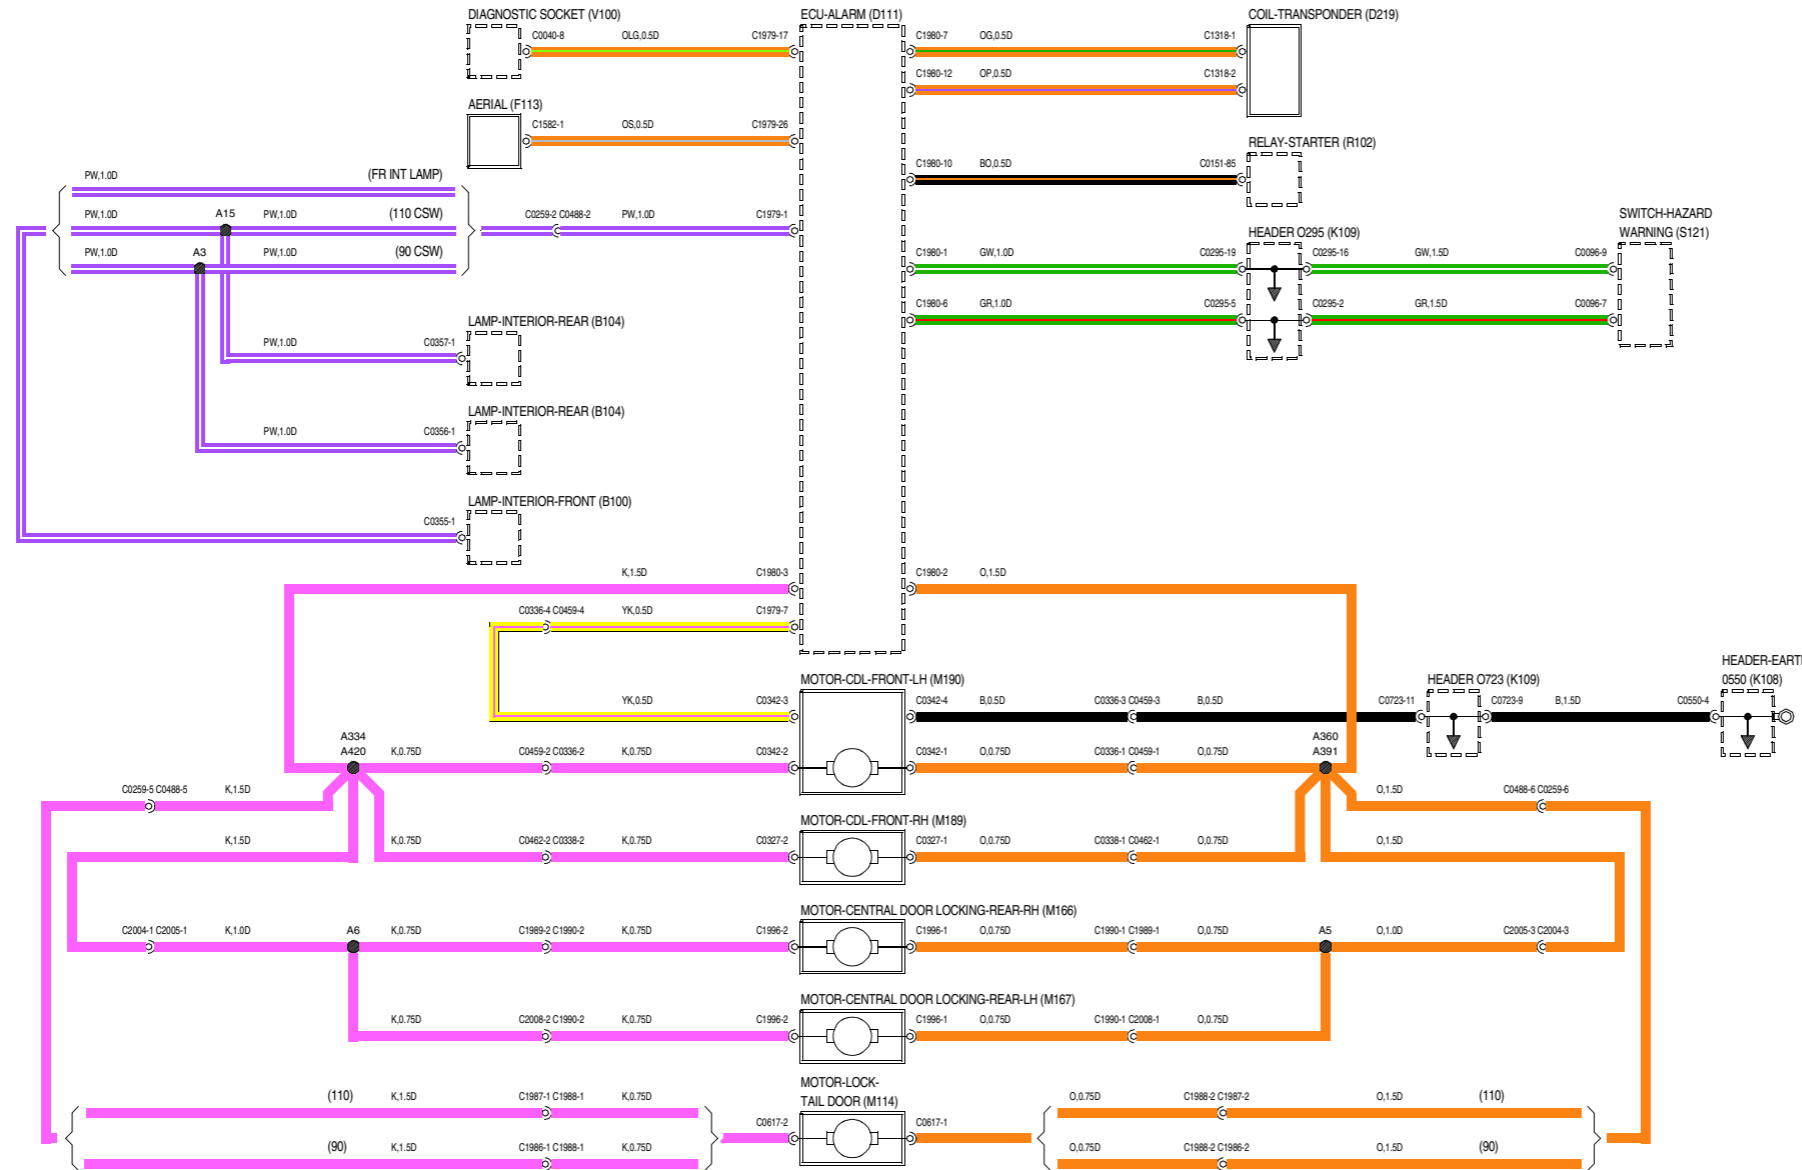 DIAGNOSTIC SOCKET (V100)
ECU-ALARM (D111)
COIL-TRANSPONDER (D219)
C0040-8 OLG,0.5D C1979-17
C1980-7 OG,0.5D C1318-1
C1980-12 OP,0.5D C1318-2
AERIAL (F113)
C1582-1 OS,0.5D C1979-26
RELAY-STARTER (R102)
C1980-10 BO,0.5D C0151-85
PW,1.0D (FR INT LAMP)
PW,1.0D A15 PW,1.0D (110 CSW)
C0259-2 C0488-2 PW,1.0D C1979-1
PW,1.0D A3 PW,1.0D (90 CSW)
SWITCH-HAZARD
WARNING (S121)
HEADER O295 (K109)
C1980-1 GW,1.0D C0295-19 C0295-16 GW,1.5D C0096-9
C1980-6 GR,1.0D C0295-5 C0295-2 GR,1.5D C0096-7
LAMP-INTERIOR-REAR (B104)
PW,1.0D C0357-1
LAMP-INTERIOR-REAR (B104)
PW,1.0D C0356-1
LAMP-INTERIOR-FRONT (B100)
C0355-1
K,1.5D C1980-3 C1980-2 O,1.5D
C0336-4 C0459-4 YK,0.5D C1979-7
MOTOR-CDL-FRONT-LH (M190)
HEADER O723 (K109)
HEADER-EARTH
0550 (K108)
YK,0.5D C0342-3 C0342-4 B,0.5D C0336-3 C0459-3 B,0.5D C0723-11 C0723-9 B,1.5D C0550-4
A334
A420 K,0.75D C0459-2 C0336-2 K,0.75D C0342-2 C0342-1 O,0.75D C0336-1 C0459-1 O,0.75D
A360
A391
C0259-5 C0488-5 K,1.5D O,1.5D C0488-6 C0259-6
MOTOR-CDL-FRONT-RH (M189)
K,1.5D K,0.75D C0462-2 C0338-2 K,0.75D C0327-2 C0327-1 O,0.75D C0338-1 C0462-1 O,0.75D O,1.5D
MOTOR-CENTRAL DOOR LOCKING-REAR-RH (M166)
C2004-1 C2005-1 K,1.0D A6 K,0.75D C1989-2 C1990-2 K,0.75D C1996-2 C1996-1 O,0.75D C1990-1 C1989-1 O,0.75D A5 O,1.0D C2005-3 C2004-3
MOTOR-CENTRAL DOOR LOCKING-REAR-LH (M167)
K,0.75D C2008-2 C1990-2 K,0.75D C1996-2 C1996-1 O,0.75D C1990-1 C2008-1 O,0.75D
MOTOR-LOCK-
TAIL DOOR (M114)
(110) K,1.5D C1987-1 C1988-1 K,0.75D O,0.75D C1988-2 C1987-2 O,1.5D (110)
C0617-2 C0617-1
(90) K,1.5D C1986-1 C1988-1 K,0.75D O,0.75D C1988-2 C1986-2 O,1.5D (90)